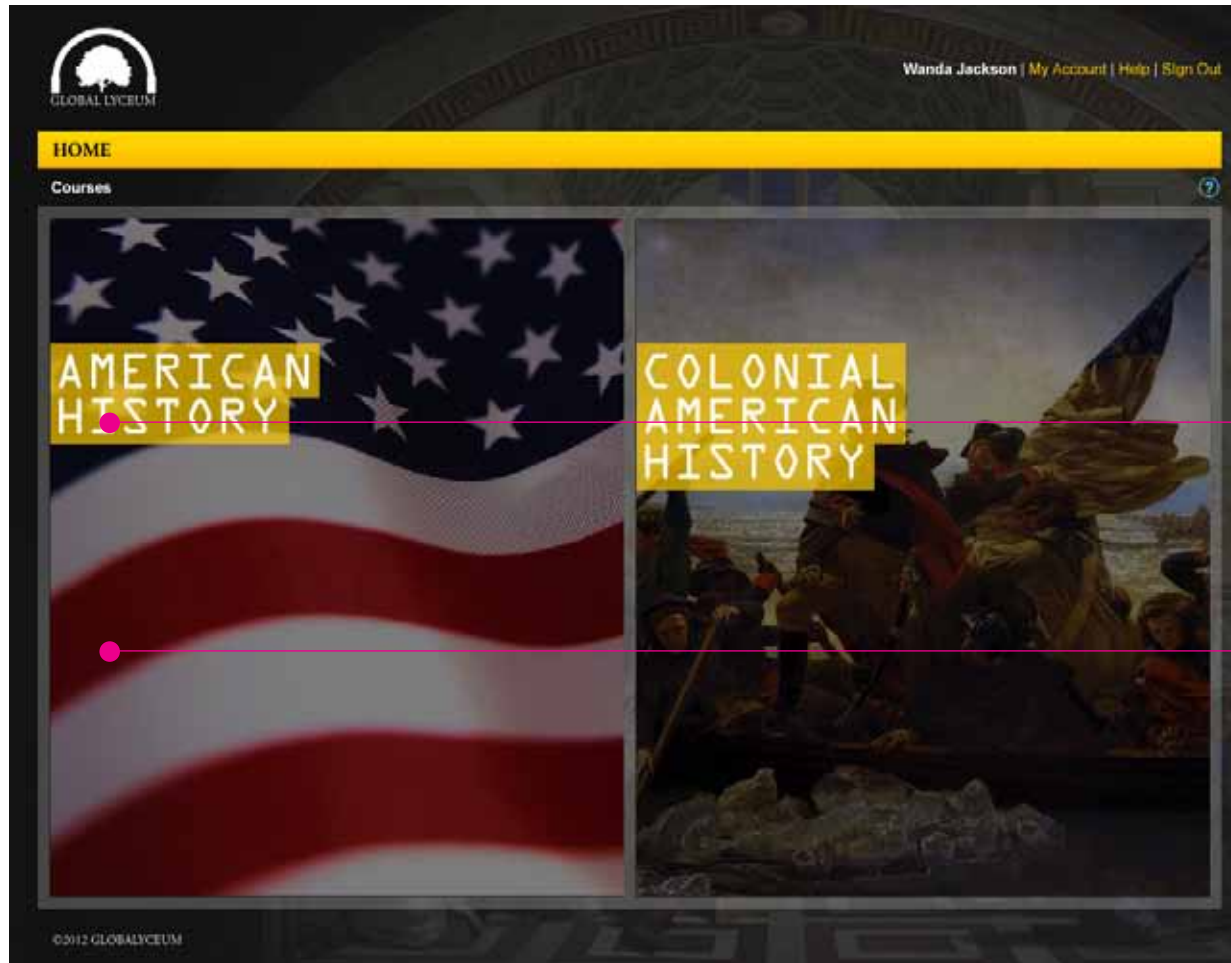 GLOBAL LYCEUM
Wanda Jackson | My Account | Help | Sign Out
HOME
Courses
?
AMERICAN
HISTORY
COLONIAL
AMERICAN
HISTORY
©2012 GLOBALYCEUM